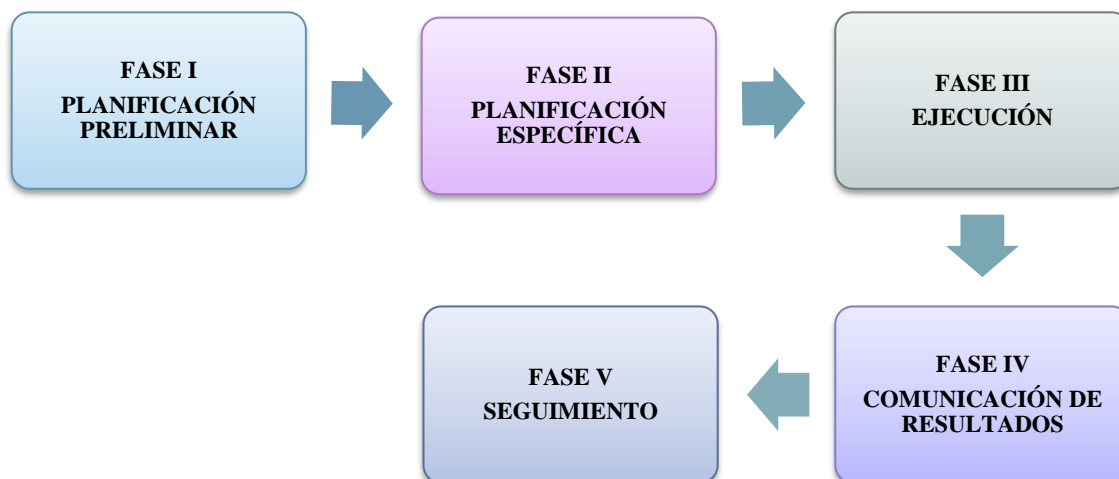 FASE I
PLANIFICACIÓN
PRELIMINAR
FASE II
PLANIFICACIÓN
ESPECÍFICA
FASE III
EJECUCIÓN
FASE IV
COMUNICACIÓN DE
RESULTADOS
FASE V
SEGUIMIENTO